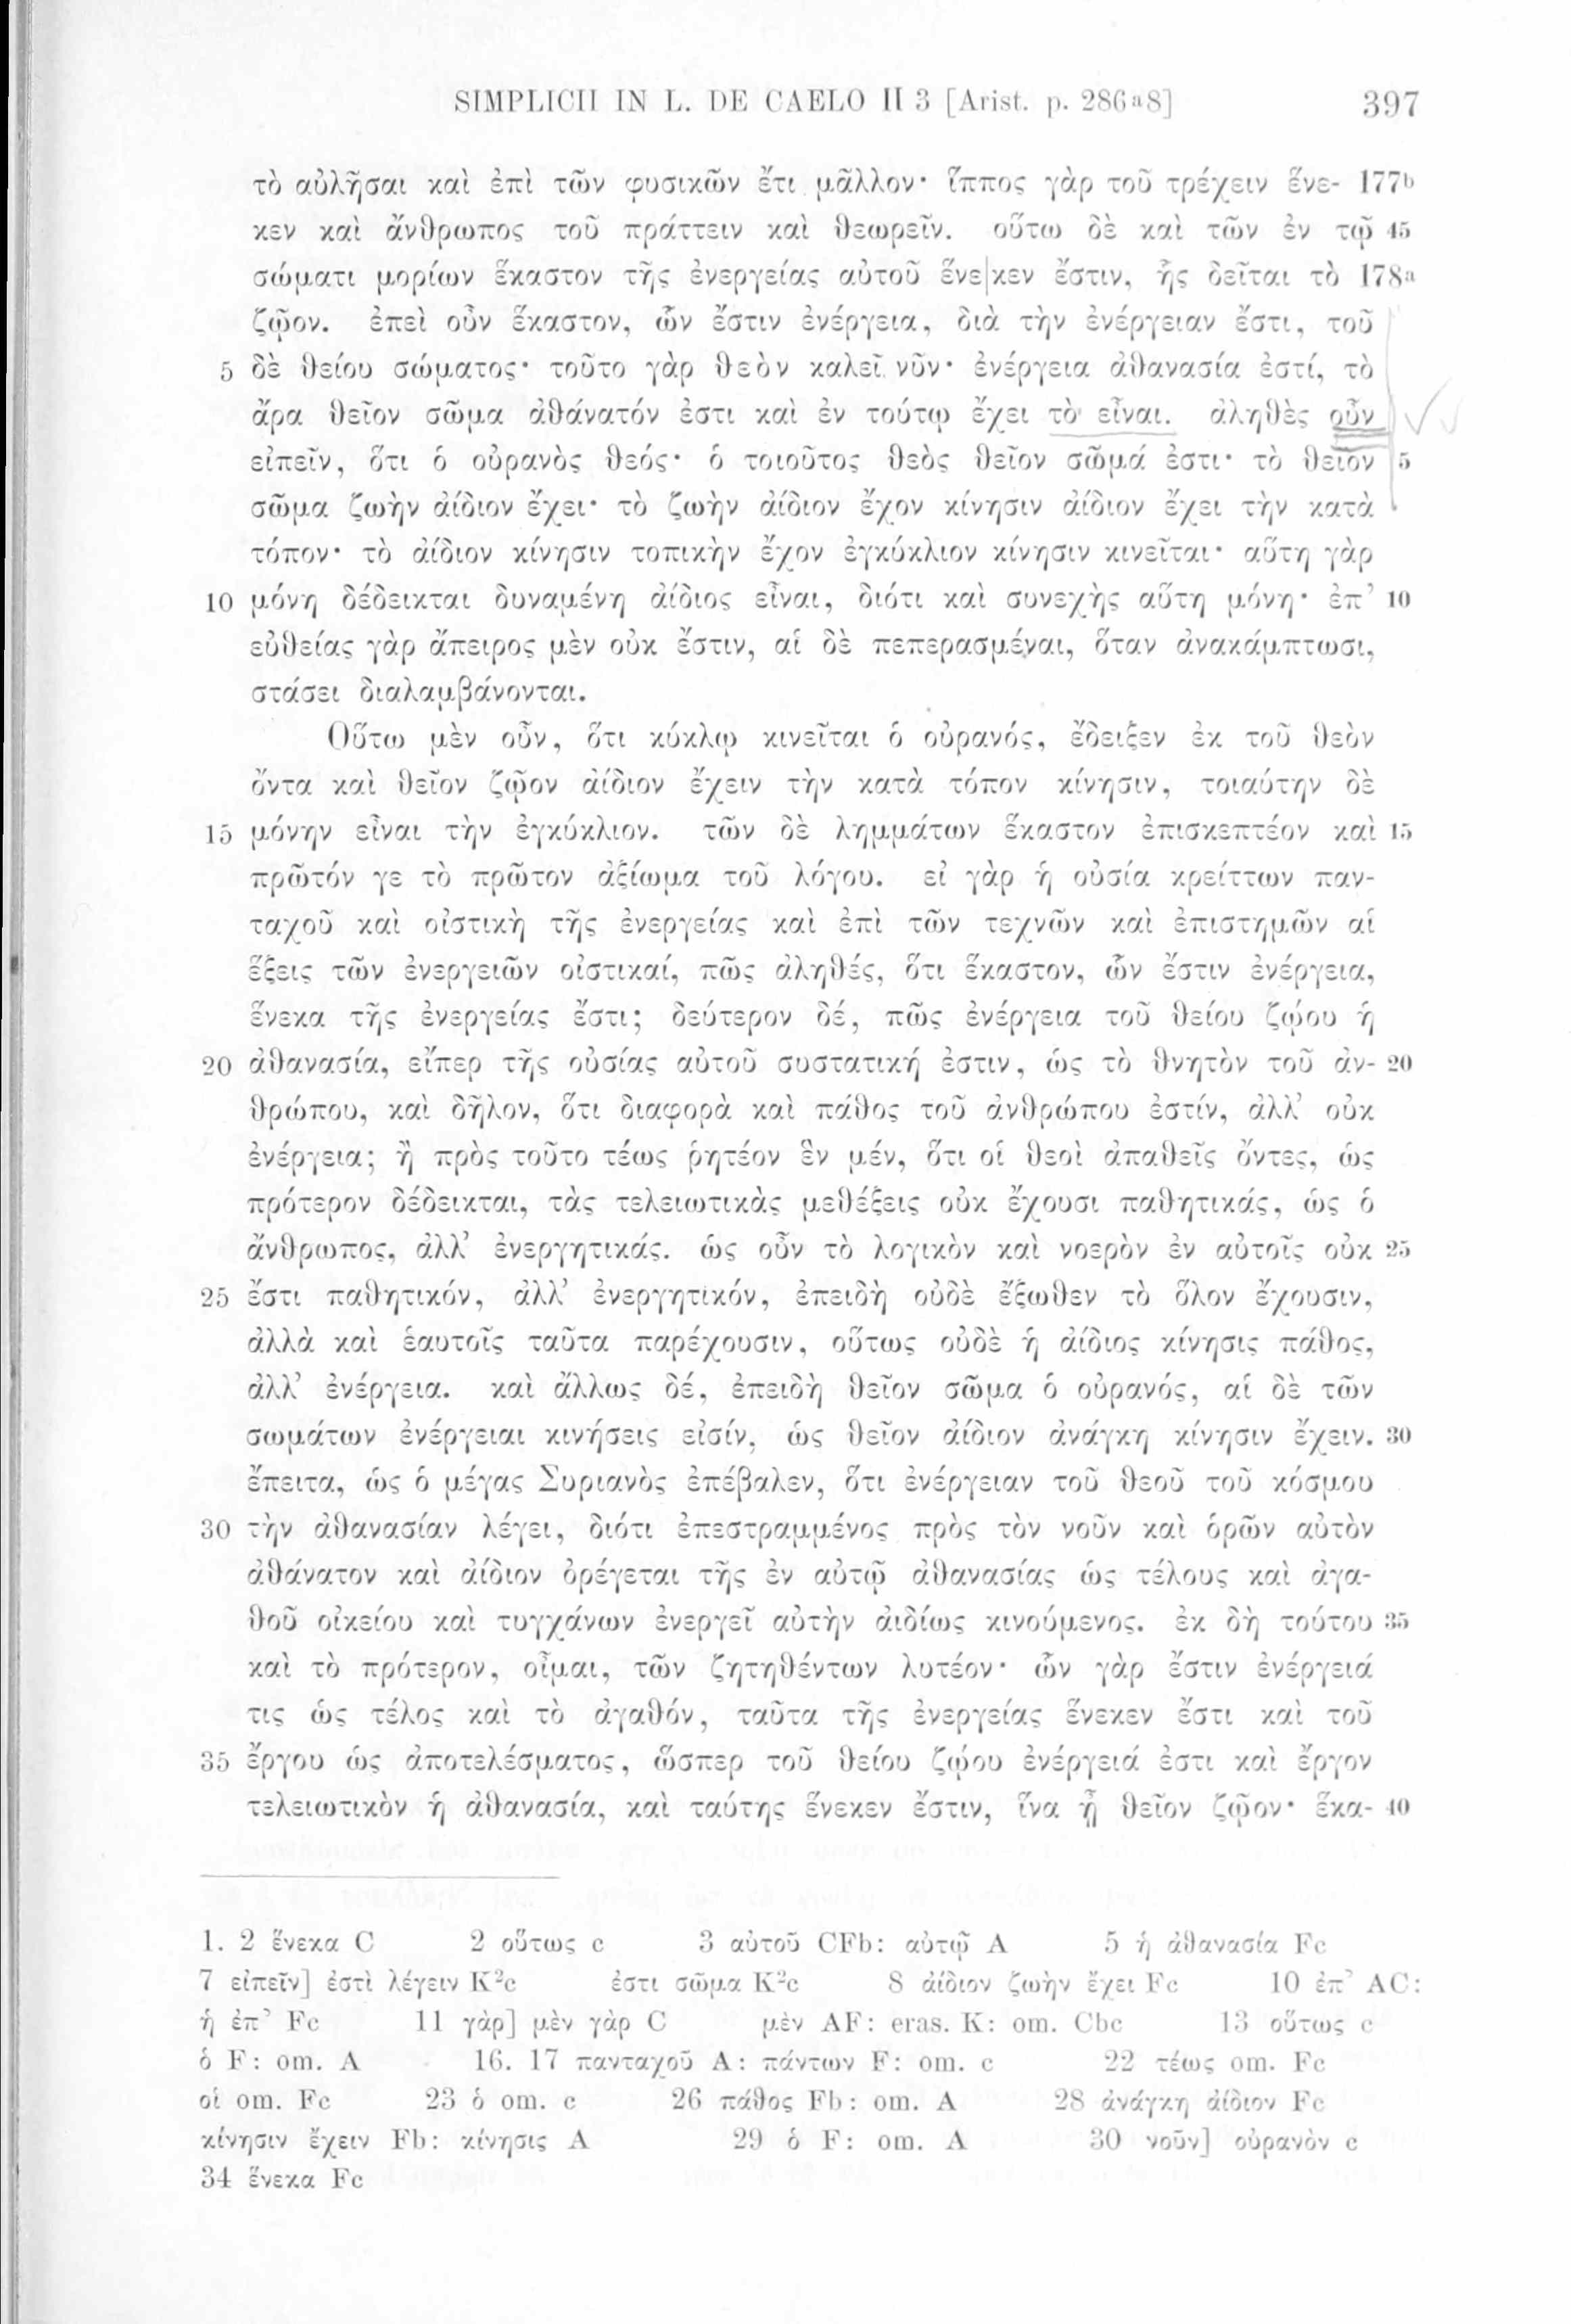 SIMPLICII IN L. DE CAELO II 3 [Arist. p. 286ᵃ8] 397
τὸ αὐλῆσαι καὶ ἐπὶ τῶν φυσικῶν ἔτι μᾶλλον· ἵππος γὰρ τοῦ τρέχειν ἕνε- 177ᵇ
κεν καὶ ἄνθρωπος τοῦ πράττειν καὶ θεωρεῖν. οὕτω δὲ καὶ τῶν ἐν τῷ 45
σώματι μορίων ἕκαστον τῆς ἐνεργείας αὐτοῦ ἕνε|κεν ἔστιν, ἧς δεῖται τὸ 178ᵃ
ζῷον. ἐπεὶ οὖν ἕκαστον, ὧν ἔστιν ἐνέργεια, διὰ τὴν ἐνέργειαν ἔστι, τοῦ
5 δὲ θείου σώματος· τοῦτο γὰρ θεὸν καλεῖ νῦν· ἐνέργεια ἀθανασία ἐστί, τὸ
ἄρα θεῖον σῶμα ἀθάνατόν ἐστι καὶ ἐν τούτῳ ἔχει τὸ εἶναι. ἀληθὲς οὖν
εἰπεῖν, ὅτι ὁ οὐρανὸς θεός· ὁ τοιοῦτος θεὸς θεῖον σῶμά ἐστι· τὸ θεῖον 5
σῶμα ζωὴν ἀίδιον ἔχει· τὸ ζωὴν ἀίδιον ἔχον κίνησιν ἀίδιον ἔχει τὴν κατὰ
τόπον· τὸ ἀίδιον κίνησιν τοπικὴν ἔχον ἐγκύκλιον κίνησιν κινεῖται· αὕτη γὰρ
10 μόνη δέδεικται δυναμένη ἀίδιος εἶναι, διότι καὶ συνεχὴς αὕτη μόνη· ἐπ’ 10
εὐθείας γὰρ ἄπειρος μὲν οὐκ ἔστιν, αἱ δὲ πεπερασμέναι, ὅταν ἀνακάμπτωσι,
στάσει διαλαμβάνονται.
Οὕτω μὲν οὖν, ὅτι κύκλῳ κινεῖται ὁ οὐρανός, ἔδειξεν ἐκ τοῦ θεὸν
ὄντα καὶ θεῖον ζῷον ἀίδιον ἔχειν τὴν κατὰ τόπον κίνησιν, τοιαύτην δὲ
15 μόνην εἶναι τὴν ἐγκύκλιον. τῶν δὲ λημμάτων ἕκαστον ἐπισκεπτέον καὶ 15
πρῶτόν γε τὸ πρῶτον ἀξίωμα τοῦ λόγου. εἰ γὰρ ἡ οὐσία κρείττων παν-
ταχοῦ καὶ οἰστικὴ τῆς ἐνεργείας καὶ ἐπὶ τῶν τεχνῶν καὶ ἐπιστημῶν αἱ
ἕξεις τῶν ἐνεργειῶν οἰστικαί, πῶς ἀληθές, ὅτι ἕκαστον, ὧν ἔστιν ἐνέργεια,
ἕνεκα τῆς ἐνεργείας ἔστι; δεύτερον δέ, πῶς ἐνέργεια τοῦ θείου ζῴου ἡ
20 ἀθανασία, εἴπερ τῆς οὐσίας αὐτοῦ συστατική ἐστιν, ὡς τὸ θνητὸν τοῦ ἀν- 20
θρώπου, καὶ δῆλον, ὅτι διαφορὰ καὶ πάθος τοῦ ἀνθρώπου ἐστίν, ἀλλ’ οὐκ
ἐνέργεια; ἢ πρὸς τοῦτο τέως ῥητέον ἓν μέν, ὅτι οἱ θεοὶ ἀπαθεῖς ὄντες, ὡς
πρότερον δέδεικται, τὰς τελειωτικὰς μεθέξεις οὐκ ἔχουσι παθητικάς, ὡς ὁ
ἄνθρωπος, ἀλλ’ ἐνεργητικάς. ὡς οὖν τὸ λογικὸν καὶ νοερὸν ἐν αὐτοῖς οὐκ 25
25 ἔστι παθητικόν, ἀλλ’ ἐνεργητικόν, ἐπειδὴ οὐδὲ ἔξωθεν τὸ ὅλον ἔχουσιν,
ἀλλὰ καὶ ἑαυτοῖς ταῦτα παρέχουσιν, οὕτως οὐδὲ ἡ ἀίδιος κίνησις πάθος,
ἀλλ’ ἐνέργεια. καὶ ἄλλως δέ, ἐπειδὴ θεῖον σῶμα ὁ οὐρανός, αἱ δὲ τῶν
σωμάτων ἐνέργειαι κινήσεις εἰσίν, ὡς θεῖον ἀίδιον ἀνάγκη κίνησιν ἔχειν. 30
ἔπειτα, ὡς ὁ μέγας Συριανὸς ἐπέβαλεν, ὅτι ἐνέργειαν τοῦ θεοῦ τοῦ κόσμου
30 τὴν ἀθανασίαν λέγει, διότι ἐπεστραμμένος πρὸς τὸν νοῦν καὶ ὁρῶν αὐτὸν
ἀθάνατον καὶ ἀίδιον ὀρέγεται τῆς ἐν αὐτῷ ἀθανασίας ὡς τέλους καὶ ἀγα-
θοῦ οἰκείου καὶ τυγχάνων ἐνεργεῖ αὐτὴν ἀιδίως κινούμενος. ἐκ δὴ τούτου 35
καὶ τὸ πρότερον, οἶμαι, τῶν ζητηθέντων λυτέον· ὧν γὰρ ἔστιν ἐνέργειά
τις ὡς τέλος καὶ τὸ ἀγαθόν, ταῦτα τῆς ἐνεργείας ἕνεκεν ἔστι καὶ τοῦ
35 ἔργου ὡς ἀποτελέσματος, ὥσπερ τοῦ θείου ζῴου ἐνέργειά ἐστι καὶ ἔργον
τελειωτικὸν ἡ ἀθανασία, καὶ ταύτης ἕνεκεν ἔστιν, ἵνα ᾖ θεῖον ζῷον· ἕκα- 40
1. 2 ἕνεκα C 2 οὕτως c 3 αὐτοῦ CFb: αὐτῷ A 5 ἡ ἀθανασία Fc
7 εἰπεῖν] ἐστὶ λέγειν K²c ἐστι σῶμα K²c 8 ἀίδιον ζωὴν ἔχει Fc 10 ἐπ’ AC:
ἡ ἐπ’ Fc 11 γὰρ] μὲν γὰρ C μὲν AF: eras. K: om. Cbc 13 οὕτως c
ὁ F: om. A 16. 17 πανταχοῦ A: πάντων F: om. c 22 τέως om. Fc
οἱ om. Fc 23 ὁ om. c 26 πάθος Fb: om. A 28 ἀνάγκη ἀίδιον Fc
κίνησιν ἔχειν Fb: κίνησις A 29 ὁ F: om. A 30 νοῦν] οὐρανὸν c
34 ἕνεκα Fc